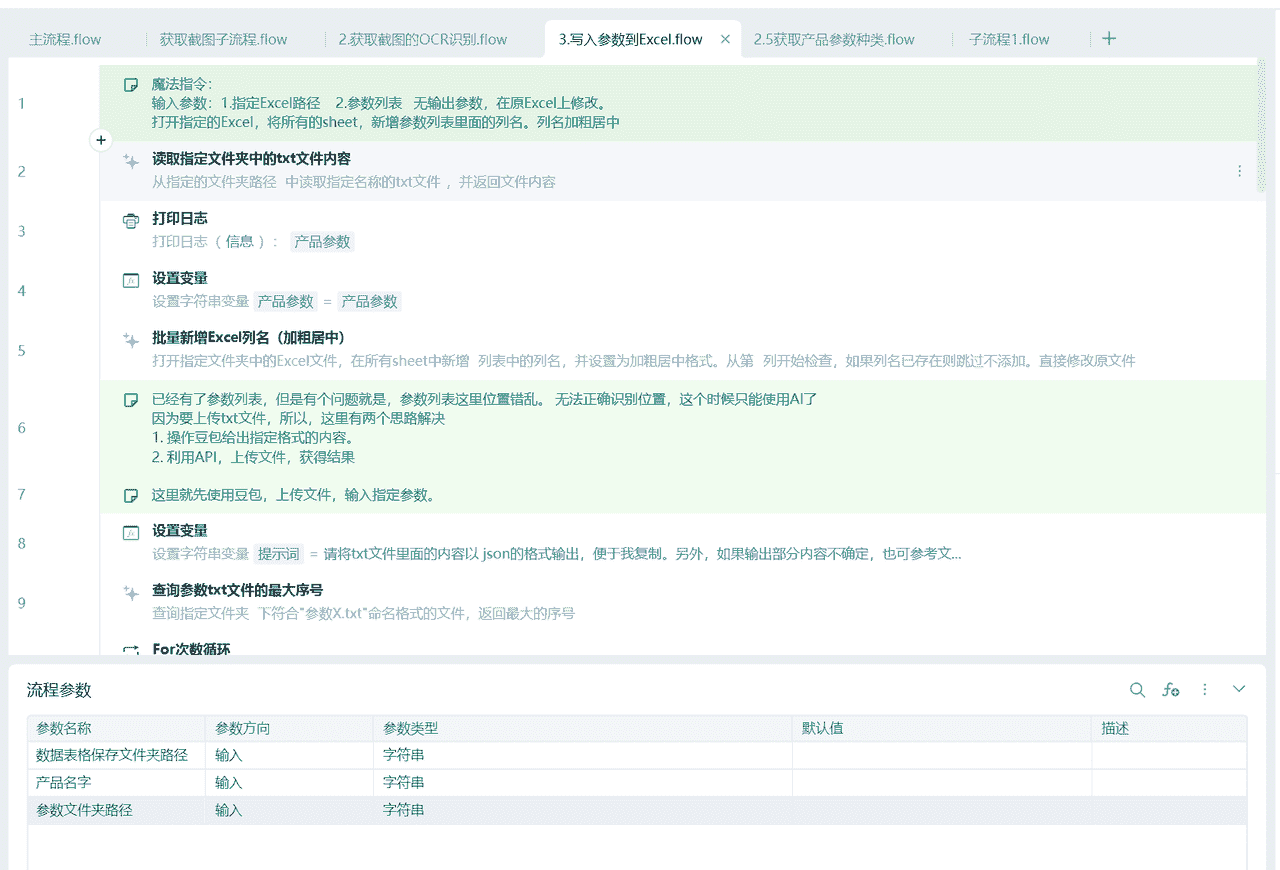 主流程.flow
获取截图子流程.flow
2.获取截图的OCR识别.flow
3.写入参数到Excel.flow
2.5获取产品参数种类.flow
子流程1.flow
1
魔法指令：
输入参数：1.指定Excel路径 2.参数列表 无输出参数，在原Excel上修改。
打开指定的Excel，将所有的sheet，新增参数列表里面的列名。列名加粗居中
2
读取指定文件夹中的txt文件内容
从指定的文件夹路径 中读取指定名称的txt文件 ，并返回文件内容
3
打印日志
打印日志（ 信息 ）： 产品参数
4
设置变量
设置字符串变量 产品参数 = 产品参数
5
批量新增Excel列名（加粗居中）
打开指定文件夹中的Excel文件，在所有sheet中新增 列表中的列名，并设置为加粗居中格式。从第 列开始检查，如果列名已存在则跳过不添加。直接修改原文件
6
已经有了参数列表，但是有个问题就是，参数列表这里位置错乱。 无法正确识别位置，这个时候只能使用AI了
因为要上传txt文件，所以，这里有两个思路解决
1. 操作豆包给出指定格式的内容。
2. 利用API，上传文件，获得结果
7
这里就先使用豆包，上传文件，输入指定参数。
8
设置变量
设置字符串变量 提示词 = 请将txt文件里面的内容以 json的格式输出，便于我复制。另外，如果输出部分内容不确定，也可参考文...
9
查询参数txt文件的最大序号
查询指定文件夹 下符合"参数X.txt"命名格式的文件，返回最大的序号
For次数循环
流程参数
参数名称 参数方向 参数类型 默认值 描述
数据表格保存文件夹路径 输入 字符串
产品名字 输入 字符串
参数文件夹路径 输入 字符串